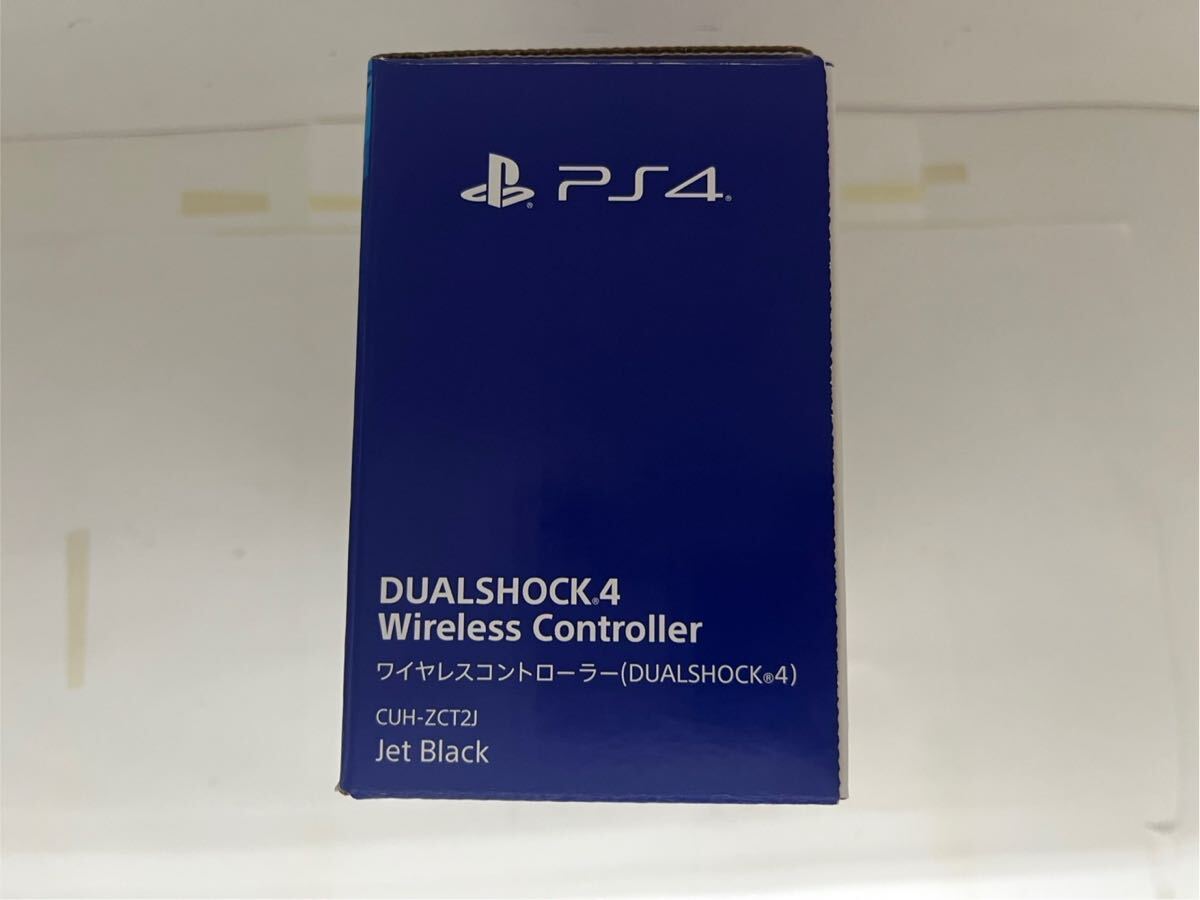 PS4®
DUALSHOCK®4
Wireless Controller
ワイヤレスコントローラー(DUALSHOCK®4)
CUH-ZCT2J
Jet Black